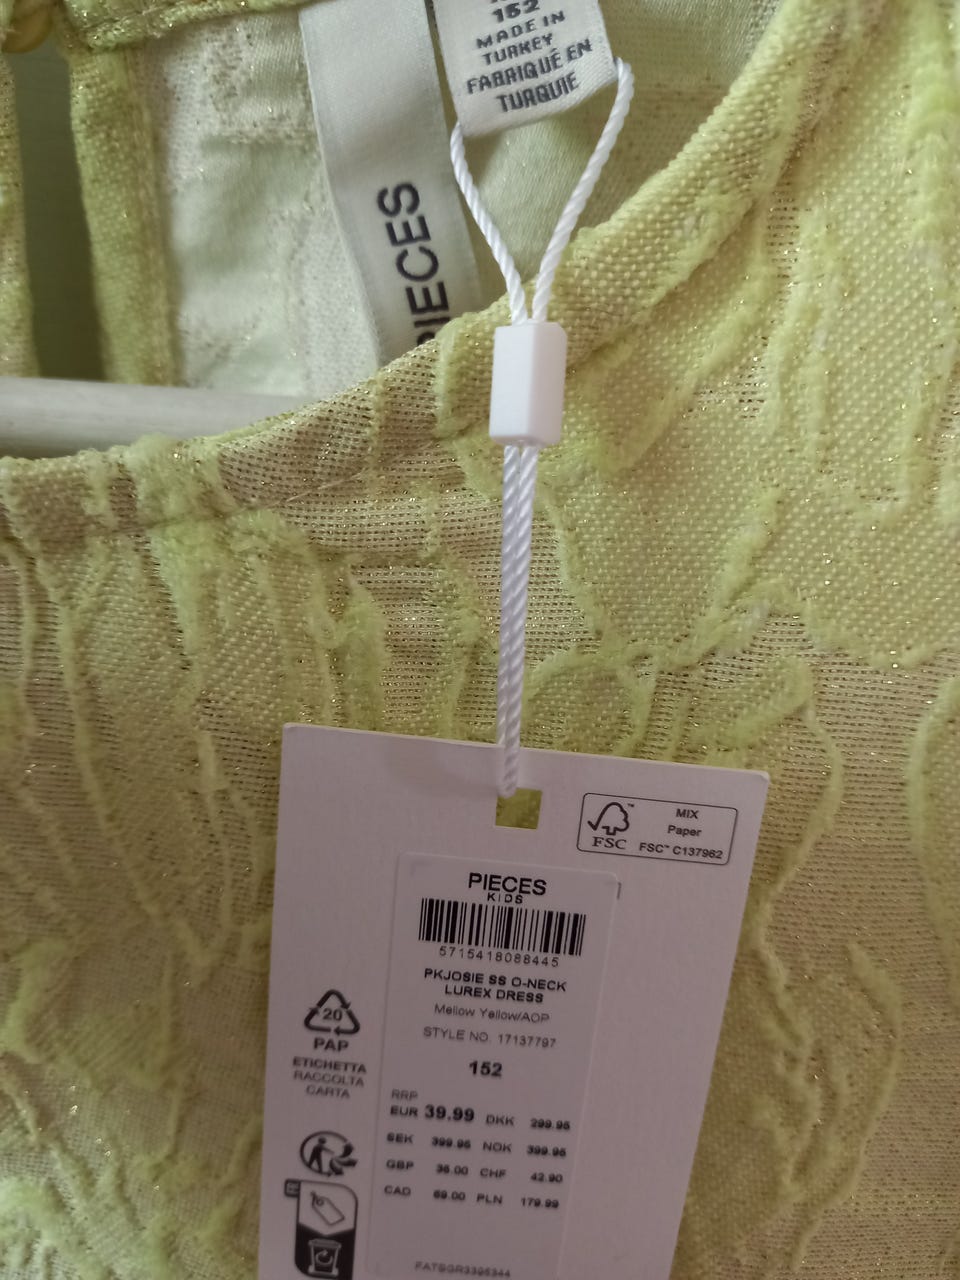 152
MADE IN
TURKEY
FABRIQUÉ EN
TURQUIE
PIECES
FSC™
MIX
Paper
FSC™ C137962
PIECES
KIDS
5715418088445
PKJOSIE SS O-NECK
LUREX DRESS
Mellow Yellow/AOP
STYLE NO. 17137797
152
RRP
EUR 39.99 DKK 299.95
SEK 399.95 NOK 399.95
GBP 36.00 CHF 42.90
CAD 69.00 PLN 179.99
20
PAP
ETICHETTA
RACCOLTA
CARTA
FR